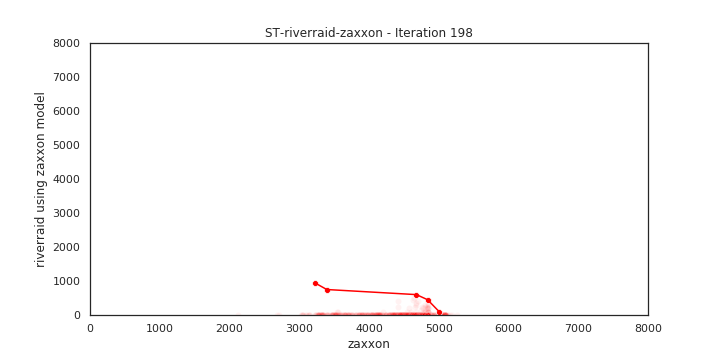 ST-riverraid-zaxxon - Iteration 198
8000
7000
6000
5000
4000
3000
2000
1000
0
riverraid using zaxxon model
0 1000 2000 3000 4000 5000 6000 7000 8000
zaxxon